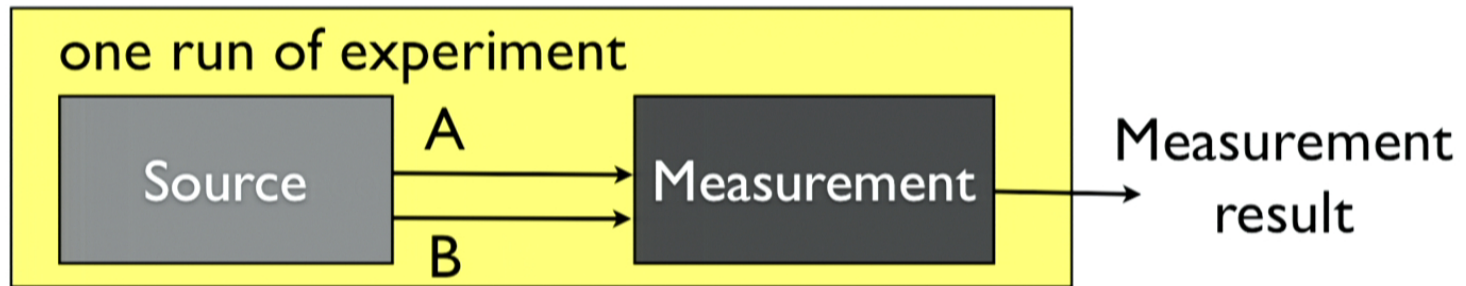 one run of experiment
A
Source
Measurement
B
Measurement
result